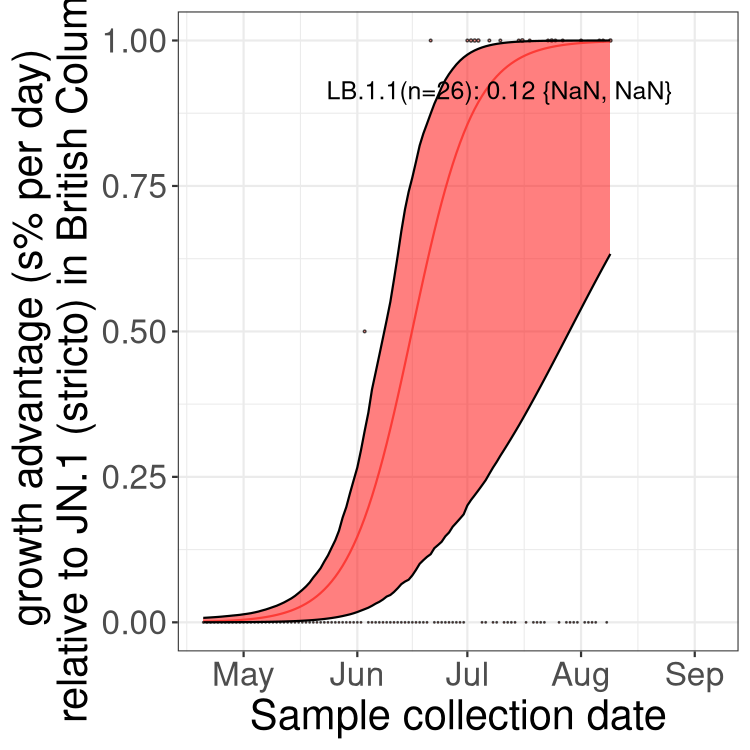 growth advantage (s% per day)
relative to JN.1 (stricto) in British Colum
1.00
0.75
0.50
0.25
0.00
LB.1.1(n=26): 0.12 {NaN, NaN}
May Jun Jul Aug Sep
Sample collection date